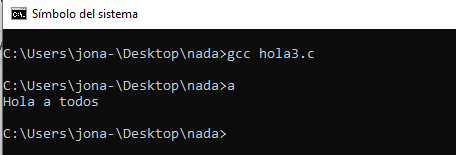 Símbolo del sistema
C:\Users\jona-\Desktop\nada>gcc hola3.c
C:\Users\jona-\Desktop\nada>a
Hola a todos
C:\Users\jona-\Desktop\nada>